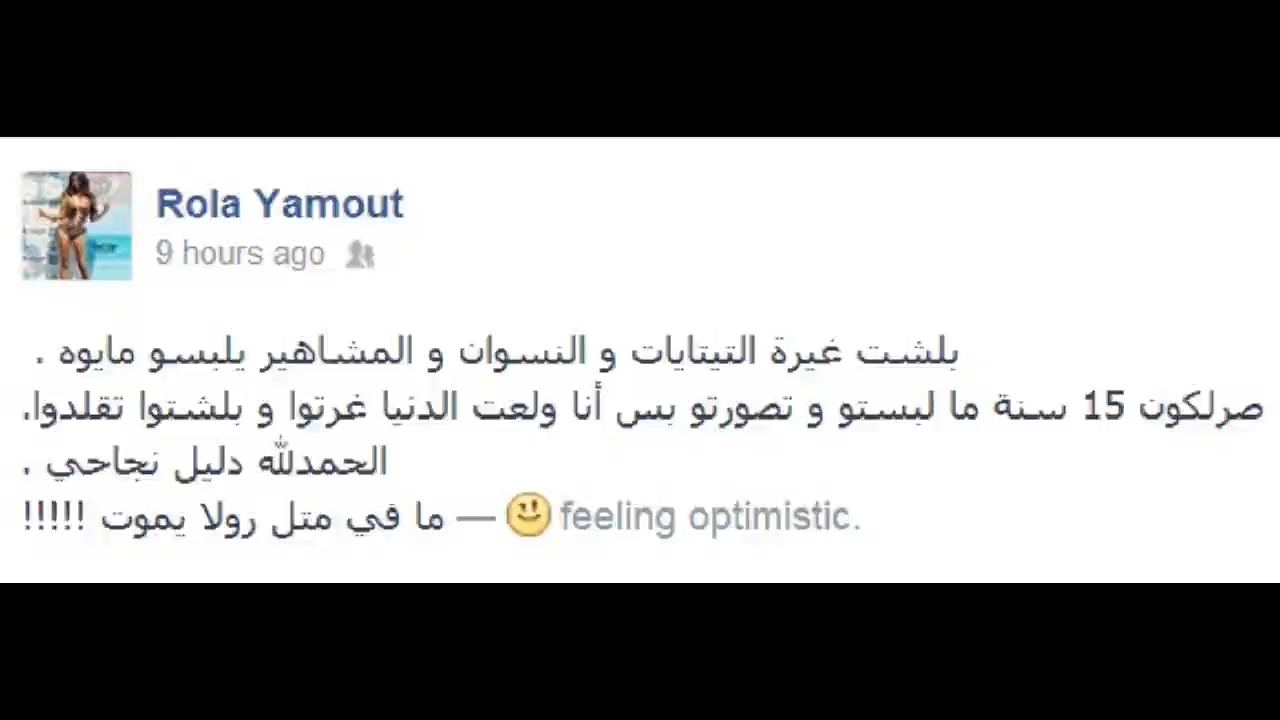 Rola Yamout
9 hours ago
بلشت غيرة التيتايات و النسوان و المشاهير يلبسو مايوه .
صرلكون 15 سنة ما لبستو و تصورتو بس أنا ولعت الدنيا غرتوا و بلشتوا تقلدوا.
الحمدلله دليل نجاحي .
ما في متل رولا يموت !!!!! — feeling optimistic.